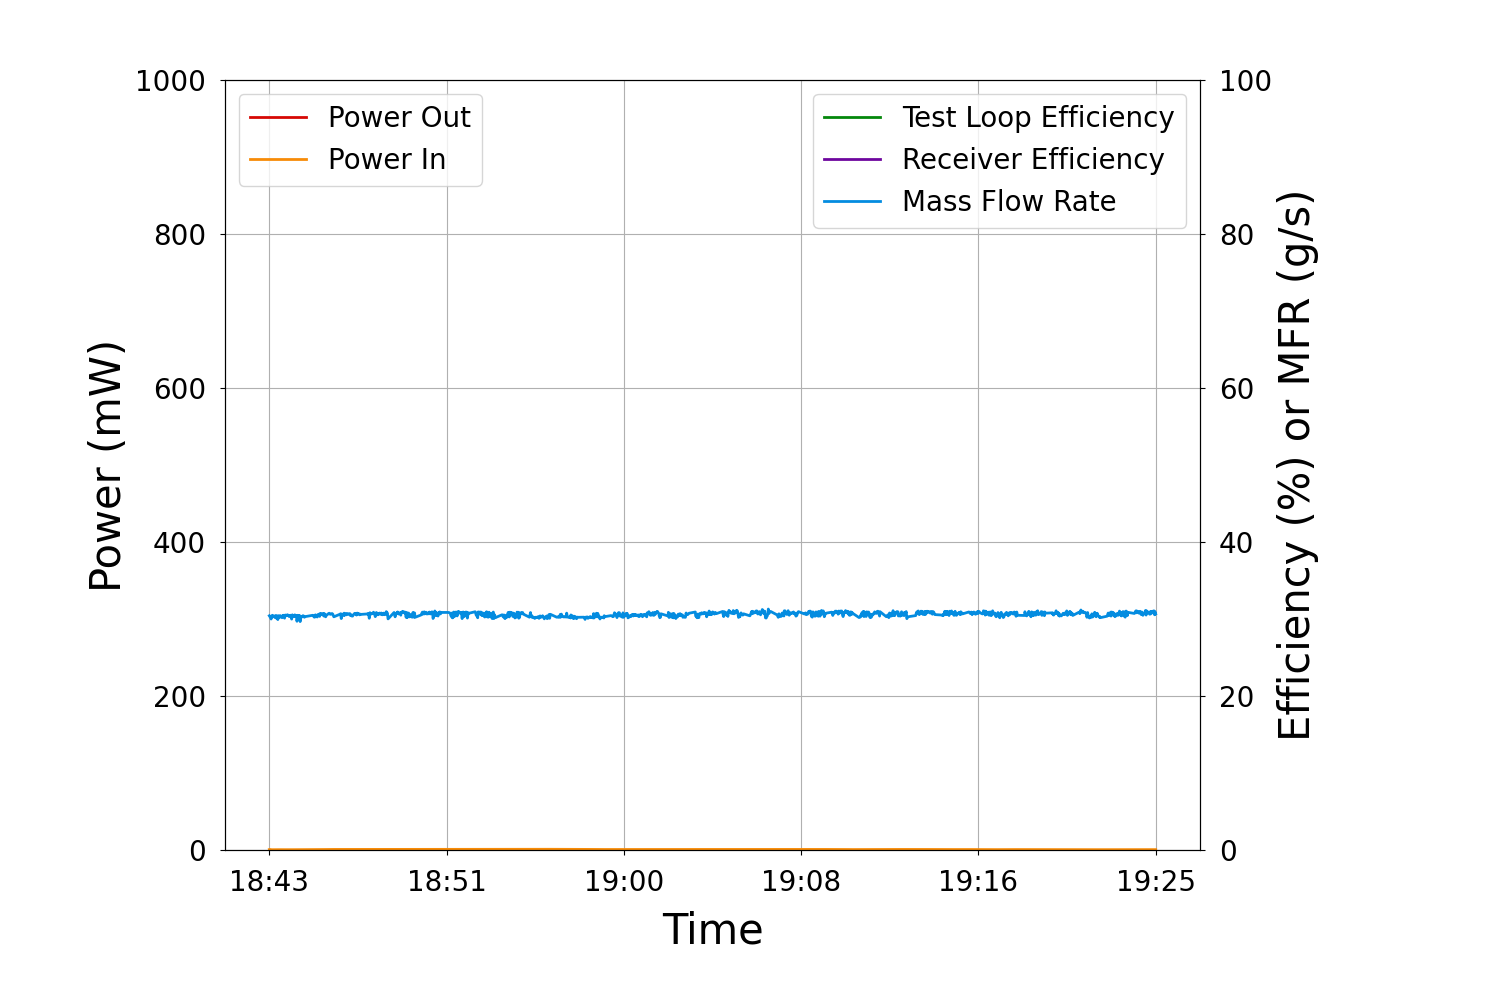 Power Out
Power In
Test Loop Efficiency
Receiver Efficiency
Mass Flow Rate
1000
800
600
400
200
0
Power (mW)
100
80
60
40
20
0
Efficiency (%) or MFR (g/s)
18:43 18:51 19:00 19:08 19:16 19:25
Time